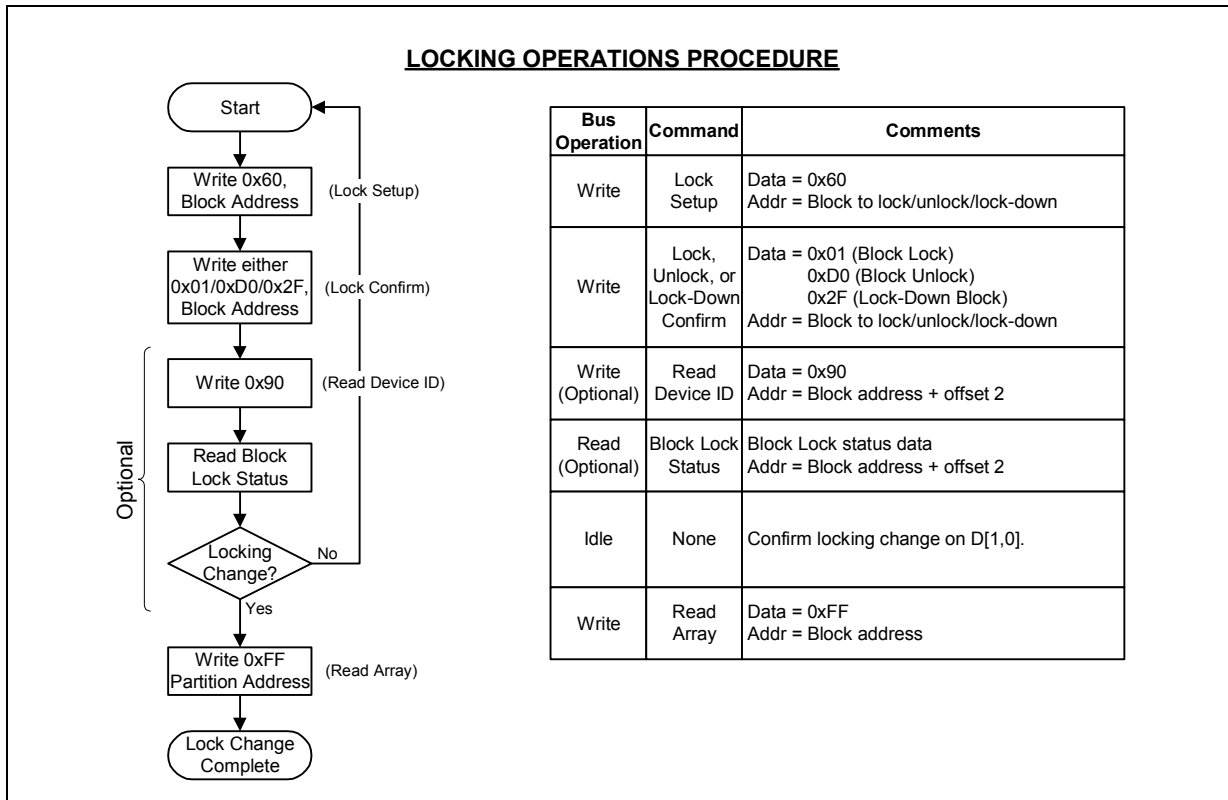 LOCKING OPERATIONS PROCEDURE
Start
Write 0x60,
Block Address
(Lock Setup)
Write either
0x01/0xD0/0x2F,
Block Address
(Lock Confirm)
Optional
Write 0x90
(Read Device ID)
Read Block
Lock Status
Locking
Change?
No
Yes
Write 0xFF
Partition Address
(Read Array)
Lock Change
Complete
Bus
Operation
Command
Comments
Write
Lock
Setup
Data = 0x60
Addr = Block to lock/unlock/lock-down
Write
Lock,
Unlock, or
Lock-Down
Confirm
Data = 0x01 (Block Lock)
0xD0 (Block Unlock)
0x2F (Lock-Down Block)
Addr = Block to lock/unlock/lock-down
Write
(Optional)
Read
Device ID
Data = 0x90
Addr = Block address + offset 2
Read
(Optional)
Block Lock
Status
Block Lock status data
Addr = Block address + offset 2
Idle
None
Confirm locking change on D[1,0].
Write
Read
Array
Data = 0xFF
Addr = Block address